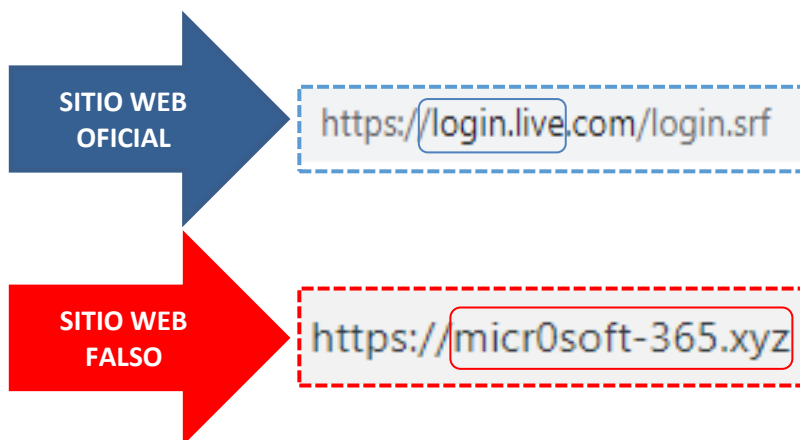 SITIO WEB
OFICIAL
https://login.live.com/login.srf
SITIO WEB
FALSO
https://micr0soft-365.xyz